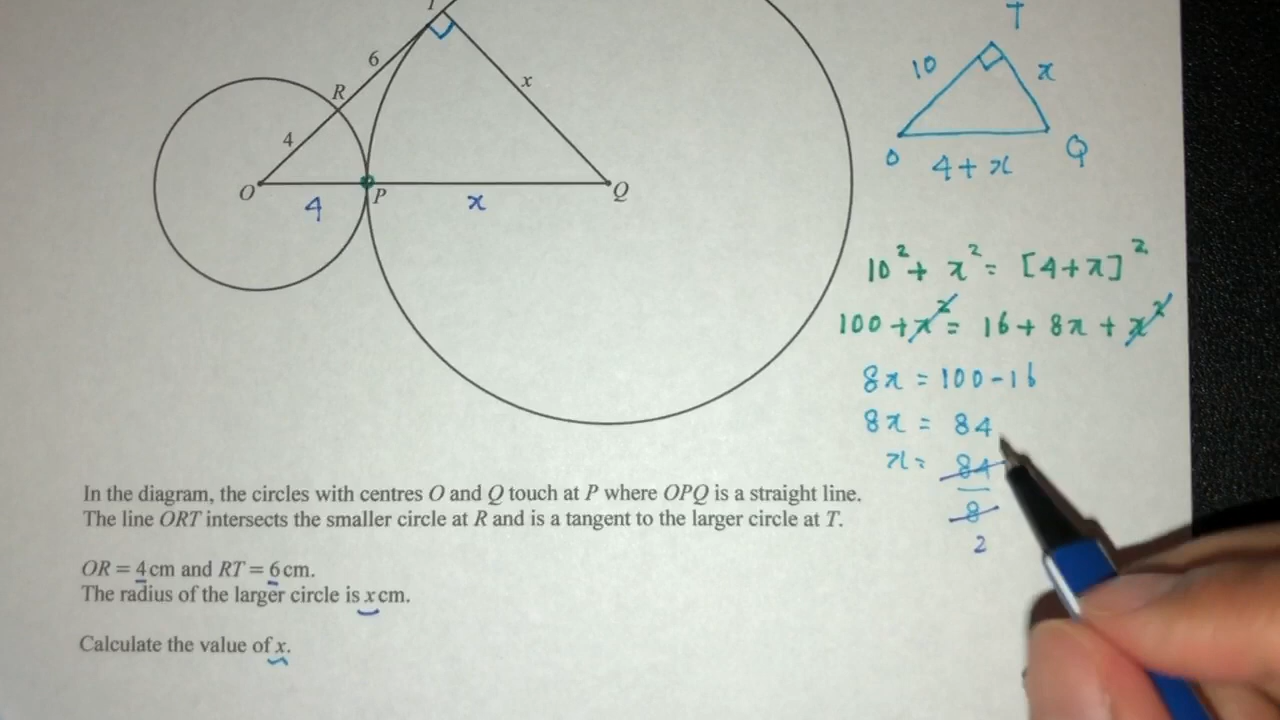 T
6
R
4
x
O
P
Q
4
x
T
10
x
O
4+x
Q
10² + x² = [4+x]²
100 + x² = 16 + 8x + x²
8x = 100 - 16
8x = 84
x = 84
8
2
In the diagram, the circles with centres O and Q touch at P where OPQ is a straight line.
The line ORT intersects the smaller circle at R and is a tangent to the larger circle at T.
OR = 4 cm and RT = 6 cm.
The radius of the larger circle is x cm.
Calculate the value of x.